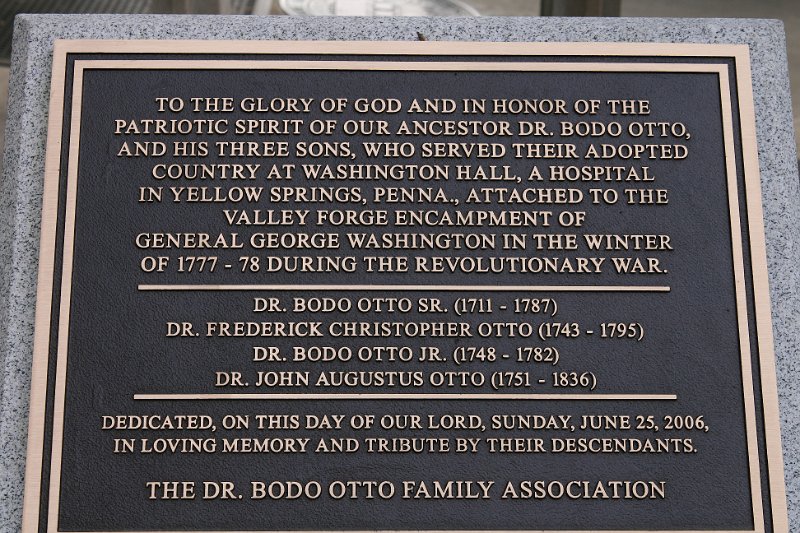 TO THE GLORY OF GOD AND IN HONOR OF THE
PATRIOTIC SPIRIT OF OUR ANCESTOR DR. BODO OTTO,
AND HIS THREE SONS, WHO SERVED THEIR ADOPTED
COUNTRY AT WASHINGTON HALL, A HOSPITAL
IN YELLOW SPRINGS, PENNA., ATTACHED TO THE
VALLEY FORGE ENCAMPMENT OF
GENERAL GEORGE WASHINGTON IN THE WINTER
OF 1777 - 78 DURING THE REVOLUTIONARY WAR.
DR. BODO OTTO SR. (1711 - 1787)
DR. FREDERICK CHRISTOPHER OTTO (1743 - 1795)
DR. BODO OTTO JR. (1748 - 1782)
DR. JOHN AUGUSTUS OTTO (1751 - 1836)
DEDICATED, ON THIS DAY OF OUR LORD, SUNDAY, JUNE 25, 2006,
IN LOVING MEMORY AND TRIBUTE BY THEIR DESCENDANTS.
THE DR. BODO OTTO FAMILY ASSOCIATION